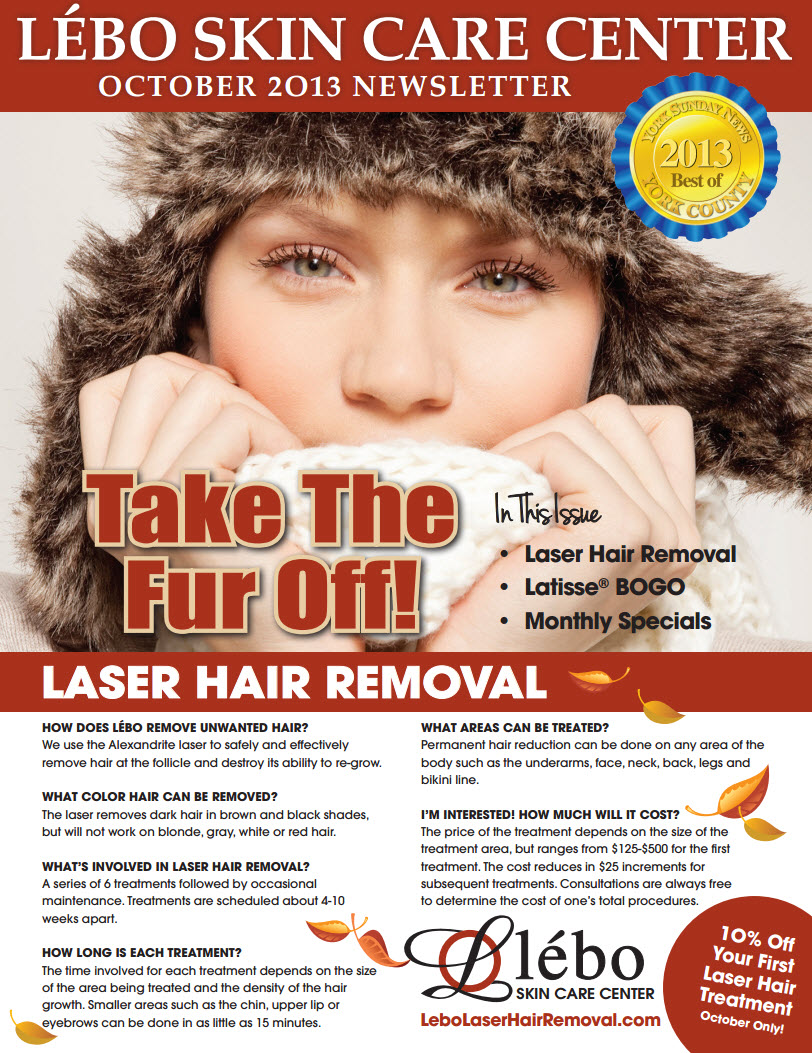 LÉBO SKIN CARE CENTER
OCTOBER 2013 NEWSLETTER
YORK SUNDAY NEWS
2013
Best of
YORK COUNTY
Take The
Fur Off!
In This Issue
• Laser Hair Removal
• Latisse® BOGO
• Monthly Specials
LASER HAIR REMOVAL
HOW DOES LÉBO REMOVE UNWANTED HAIR?
We use the Alexandrite laser to safely and effectively
remove hair at the follicle and destroy its ability to re-grow.
WHAT COLOR HAIR CAN BE REMOVED?
The laser removes dark hair in brown and black shades,
but will not work on blonde, gray, white or red hair.
WHAT'S INVOLVED IN LASER HAIR REMOVAL?
A series of 6 treatments followed by occasional
maintenance. Treatments are scheduled about 4-10
weeks apart.
HOW LONG IS EACH TREATMENT?
The time involved for each treatment depends on the size
of the area being treated and the density of the hair
growth. Smaller areas such as the chin, upper lip or
eyebrows can be done in as little as 15 minutes.
WHAT AREAS CAN BE TREATED?
Permanent hair reduction can be done on any area of the
body such as the underarms, face, neck, back, legs and
bikini line.
I'M INTERESTED! HOW MUCH WILL IT COST?
The price of the treatment depends on the size of the
treatment area, but ranges from $125-$500 for the first
treatment. The cost reduces in $25 increments for
subsequent treatments. Consultations are always free
to determine the cost of one's total procedures.
L lébo
SKIN CARE CENTER
LeboLaserHairRemoval.com
10% Off
Your First
Laser Hair
Treatment
October Only!